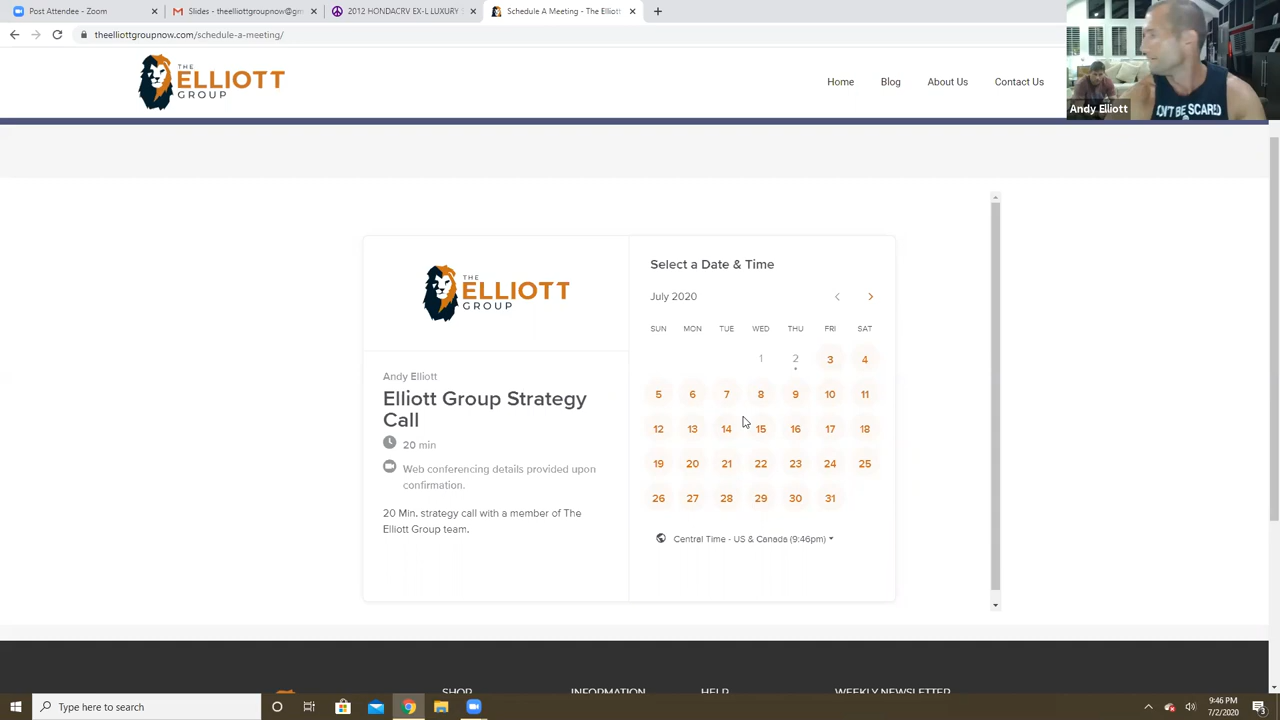 Post Attendee - Zoom
Slides - theelliottgroupnow@gm
2012 HONDACRV EX-L LUXURY
Schedule A Meeting - The Elliott
theelliottgroupnow.com/schedule-a-meeting/
THE
ELLIOTT
GROUP
Home
Blog
About Us
Contact Us
Andy Elliott
DON'T BE SCARED
THE
ELLIOTT
GROUP
Andy Elliott
Elliott Group Strategy
Call
20 min
Web conferencing details provided upon
confirmation.
20 Min. strategy call with a member of The
Elliott Group team.
Select a Date & Time
July 2020
SUN MON TUE WED THU FRI SAT
1 2 3 4
5 6 7 8 9 10 11
12 13 14 15 16 17 18
19 20 21 22 23 24 25
26 27 28 29 30 31
Central Time - US & Canada (9:46pm)
SHOP
INFORMATION
HELP
WEEKLY NEWSLETTER
Type here to search
9:46 PM
7/2/2020
3